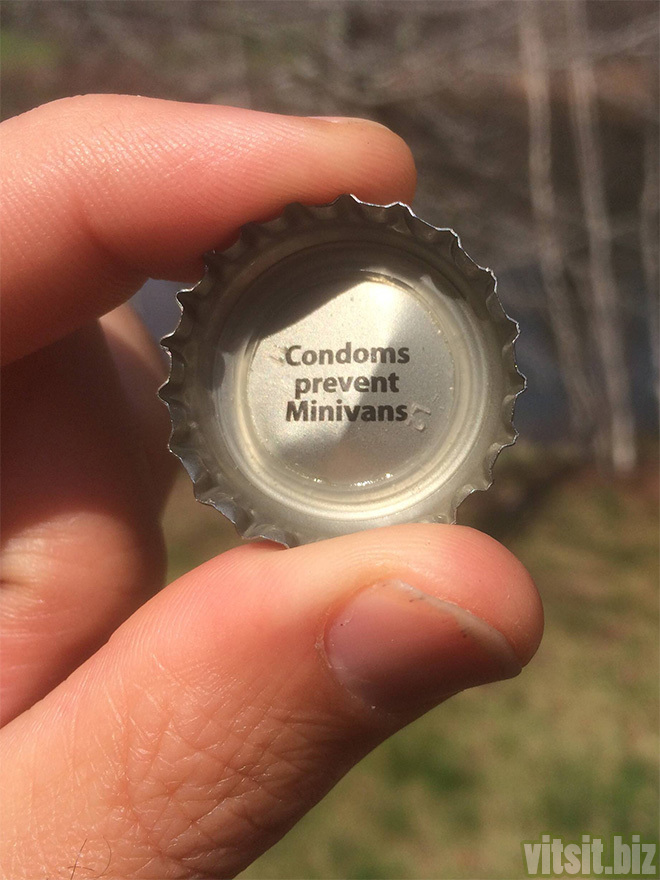 Condoms
prevent
Minivans
vitsit.biz